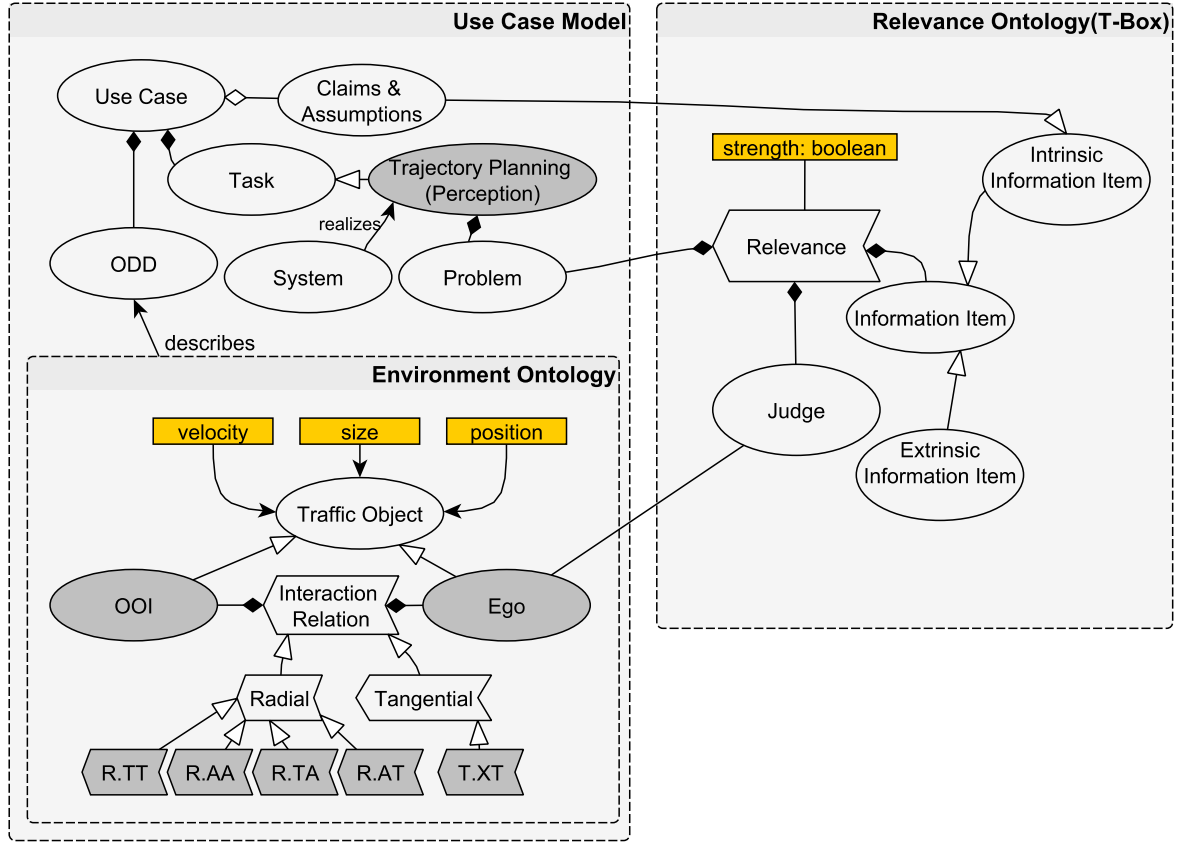 Use Case Model
Use Case
Claims &
Assumptions
Task
Trajectory Planning
(Perception)
realizes
ODD
System
Problem
describes
Environment Ontology
velocity
size
position
Traffic Object
OOI
Interaction
Relation
Ego
Radial
Tangential
R.TT
R.AA
R.TA
R.AT
T.XT
Relevance Ontology(T-Box)
strength: boolean
Intrinsic
Information Item
Relevance
Information Item
Judge
Extrinsic
Information Item